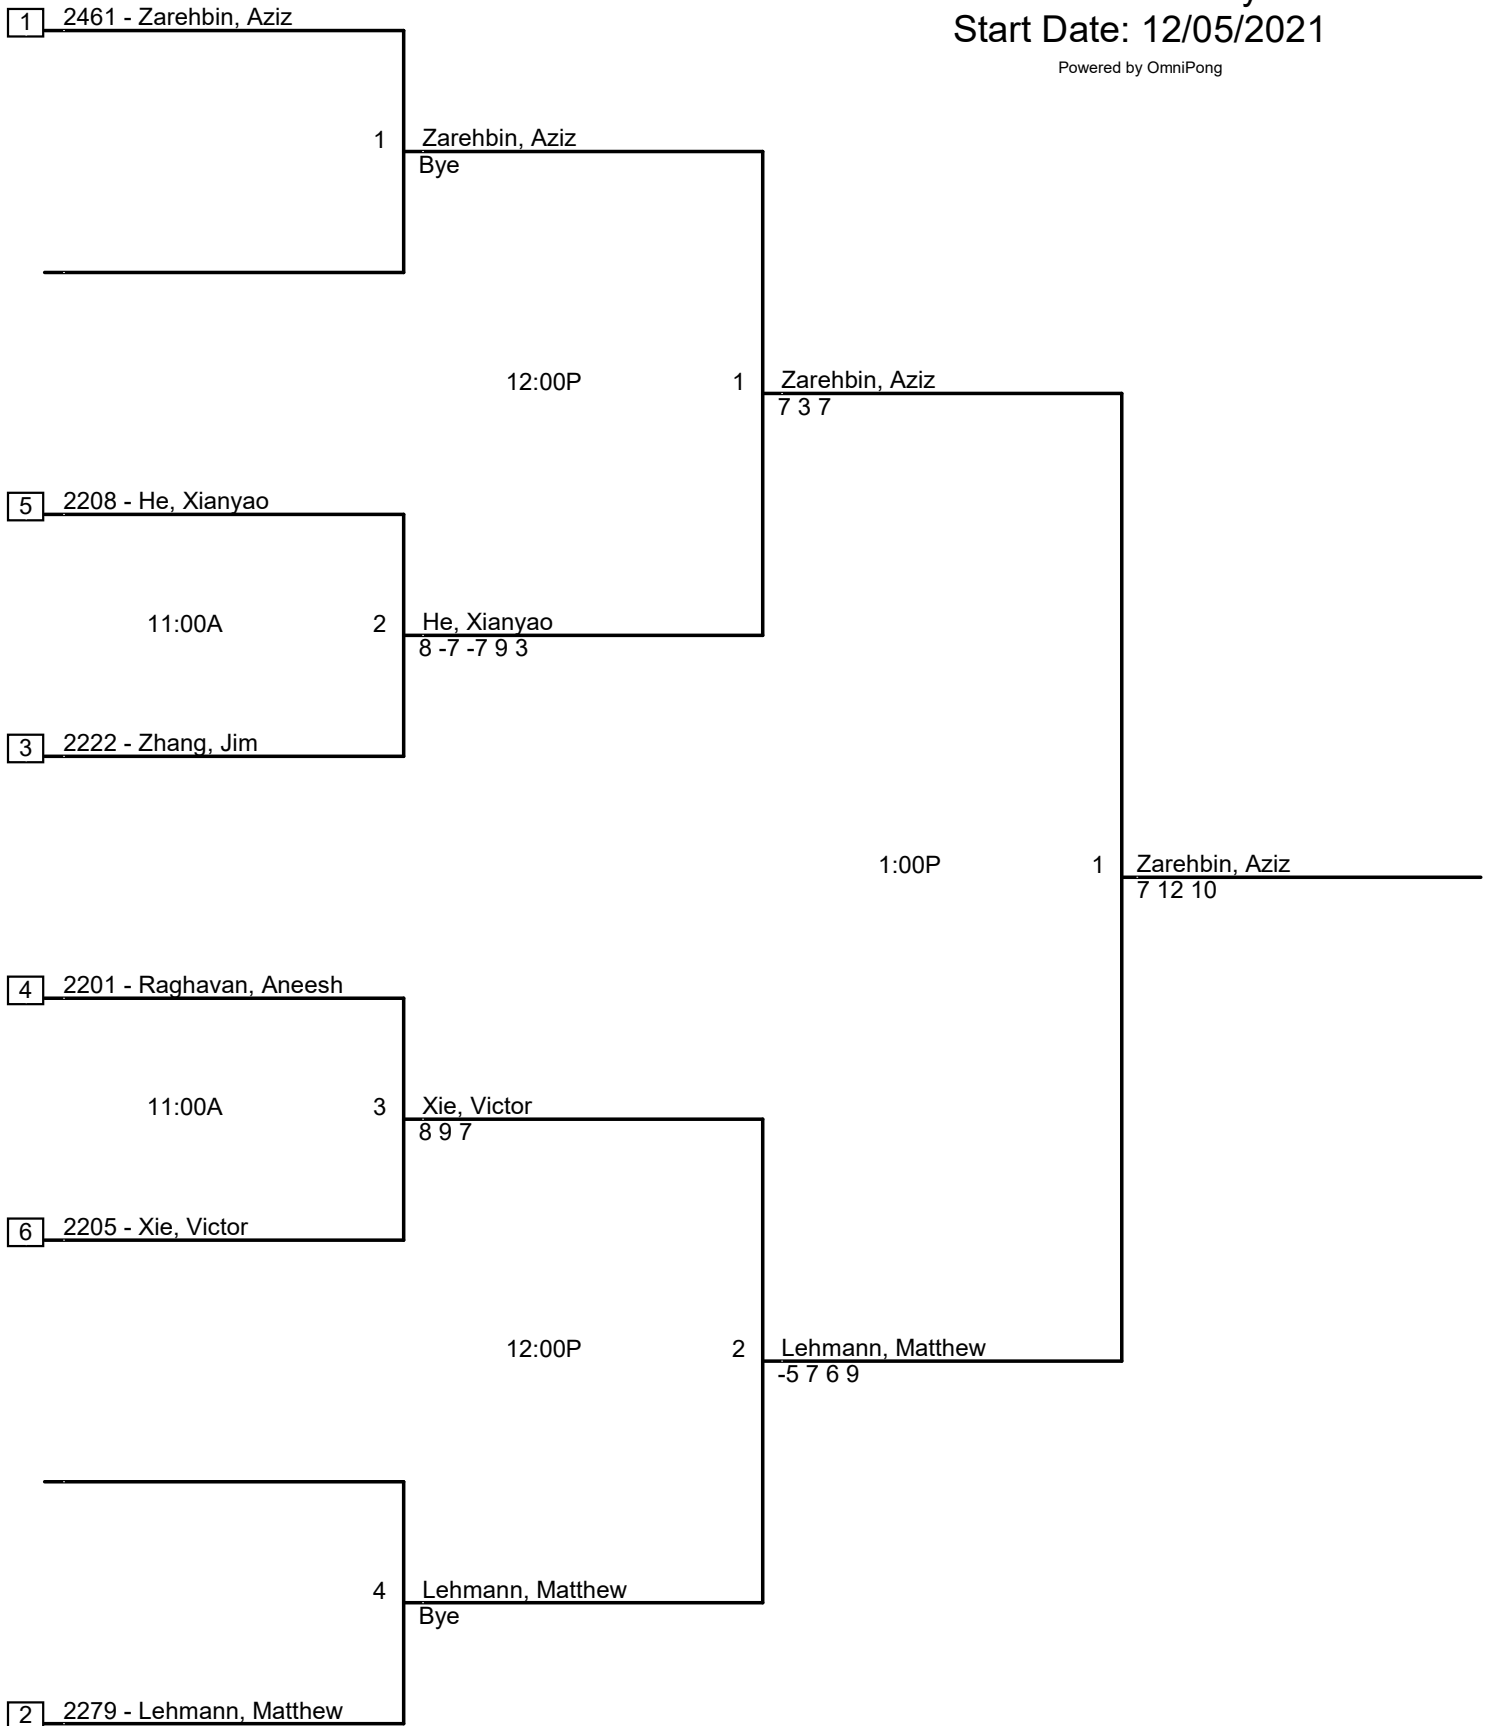 Start Date: 12/05/2021
Powered by OmniPong
1 2461 - Zarehbin, Aziz
1 Zarehbin, Aziz
Bye
12:00P 1 Zarehbin, Aziz
7 3 7
5 2208 - He, Xianyao
11:00A 2 He, Xianyao
8 -7 -7 9 3
3 2222 - Zhang, Jim
1:00P 1 Zarehbin, Aziz
7 12 10
4 2201 - Raghavan, Aneesh
11:00A 3 Xie, Victor
8 9 7
6 2205 - Xie, Victor
12:00P 2 Lehmann, Matthew
-5 7 6 9
4 Lehmann, Matthew
Bye
2 2279 - Lehmann, Matthew